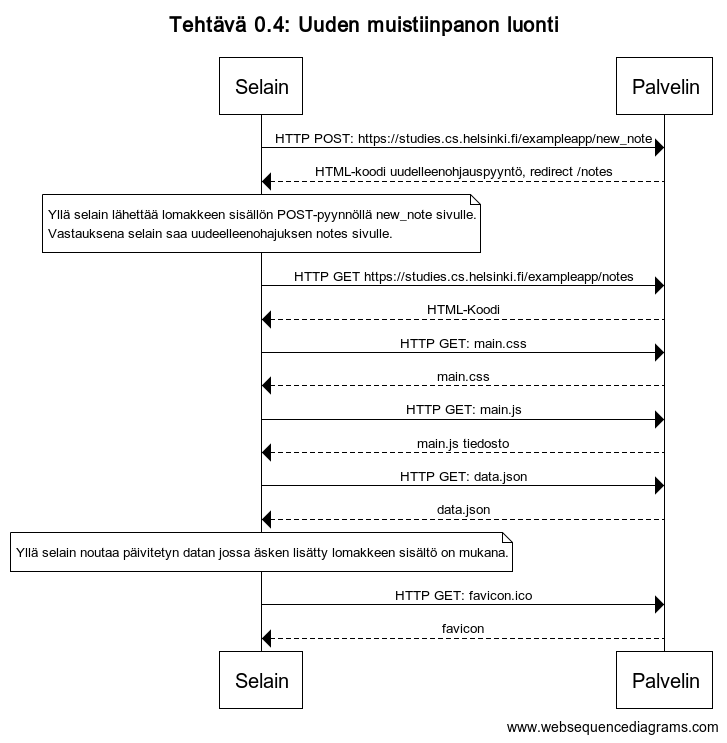 Tehtävä 0.4: Uuden muistiinpanon luonti
Selain
Palvelin
HTTP POST: https://studies.cs.helsinki.fi/exampleapp/new_note
HTML-koodi uudelleenohjauspyyntö, redirect /notes
Yllä selain lähettää lomakkeen sisällön POST-pyynnöllä new_note sivulle.
Vastauksena selain saa uudeelleenohajuksen notes sivulle.
HTTP GET https://studies.cs.helsinki.fi/exampleapp/notes
HTML-Koodi
HTTP GET: main.css
main.css
HTTP GET: main.js
main.js tiedosto
HTTP GET: data.json
data.json
Yllä selain noutaa päivitetyn datan jossa äsken lisätty lomakkeen sisältö on mukana.
HTTP GET: favicon.ico
favicon
Selain
Palvelin
www.websequencediagrams.com